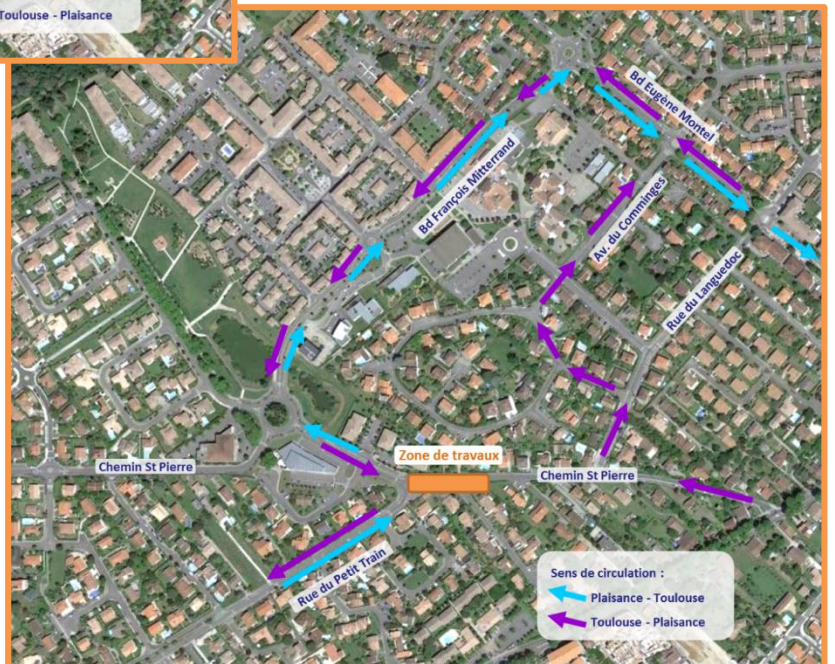 Toulouse - Plaisance
Bd Eugène Montel
Bd François Mitterrand
Av. du Comminges
Rue du Languedoc
Zone de travaux
Chemin St Pierre
Chemin St Pierre
Rue du Petit Train
Sens de circulation :
Plaisance - Toulouse
Toulouse - Plaisance